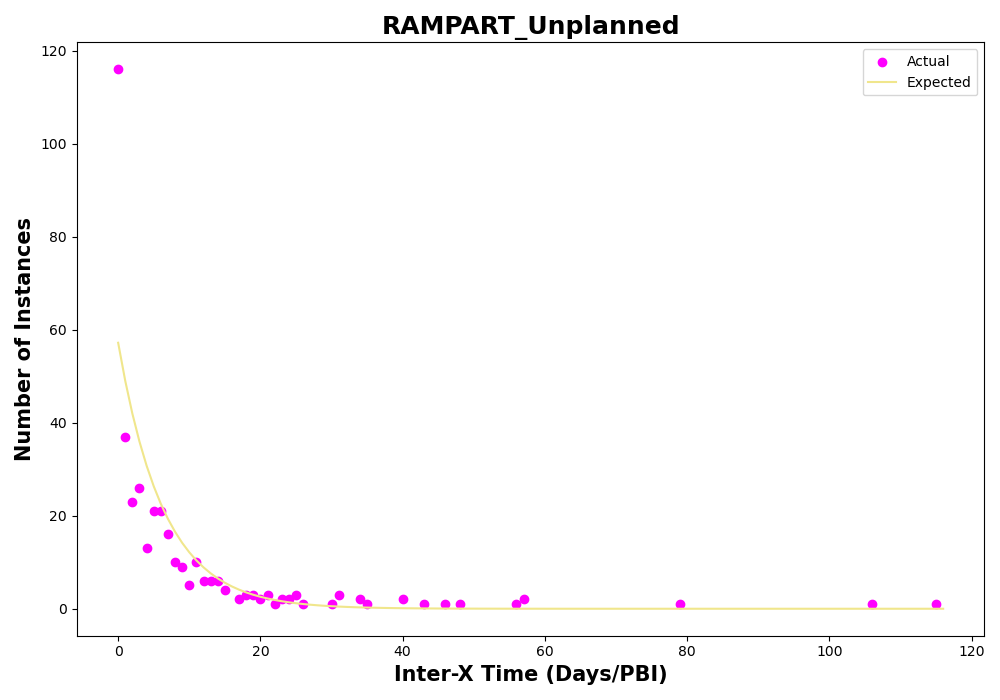 RAMPART_Unplanned
Actual
Expected
Number of Instances
120
100
80
60
40
20
0
0 20 40 60 80 100 120
Inter-X Time (Days/PBI)